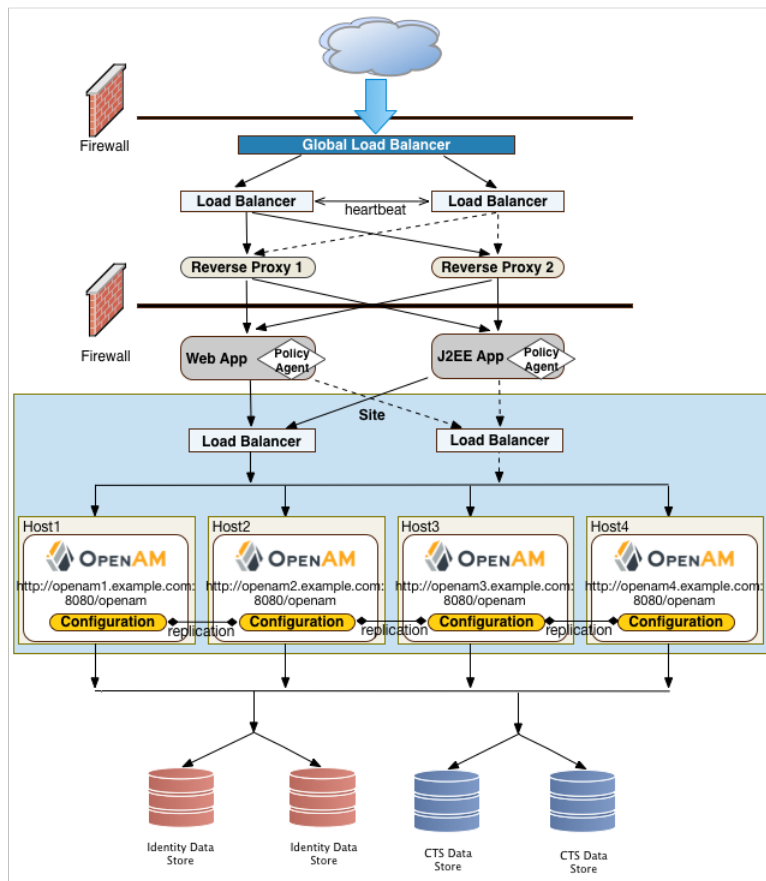 Firewall
Global Load Balancer
Load Balancer
heartbeat
Load Balancer
Reverse Proxy 1
Reverse Proxy 2
Firewall
Web App
Policy
Agent
J2EE App
Policy
Agent
Site
Load Balancer
Load Balancer
Host1
OPENAM
http://openam1.example.com:
8080/openam
Configuration
replication
Host2
OPENAM
http://openam2.example.com:
8080/openam
Configuration
replication
Host3
OPENAM
http://openam3.example.com:
8080/openam
Configuration
replication
Host4
OPENAM
http://openam4.example.com:
8080/openam
Configuration
Identity Data
Store
Identity Data
Store
CTS Data
Store
CTS Data
Store